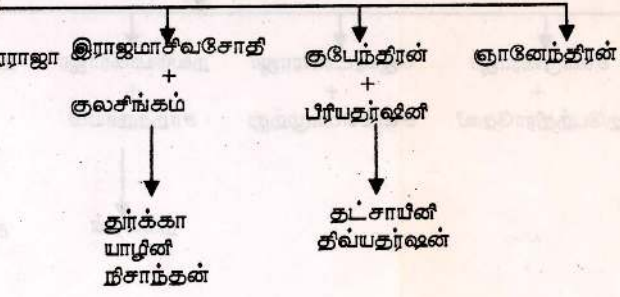 ராஜா இராஜமாசிவசோதி குபேந்திரன் ஞானேந்திரன்
+ +
குலசிங்கம் பிரியதர்ஷினி
துர்க்கா தட்சாயினி
யாழினி திவ்யதர்ஷன்
நிசாந்தன்